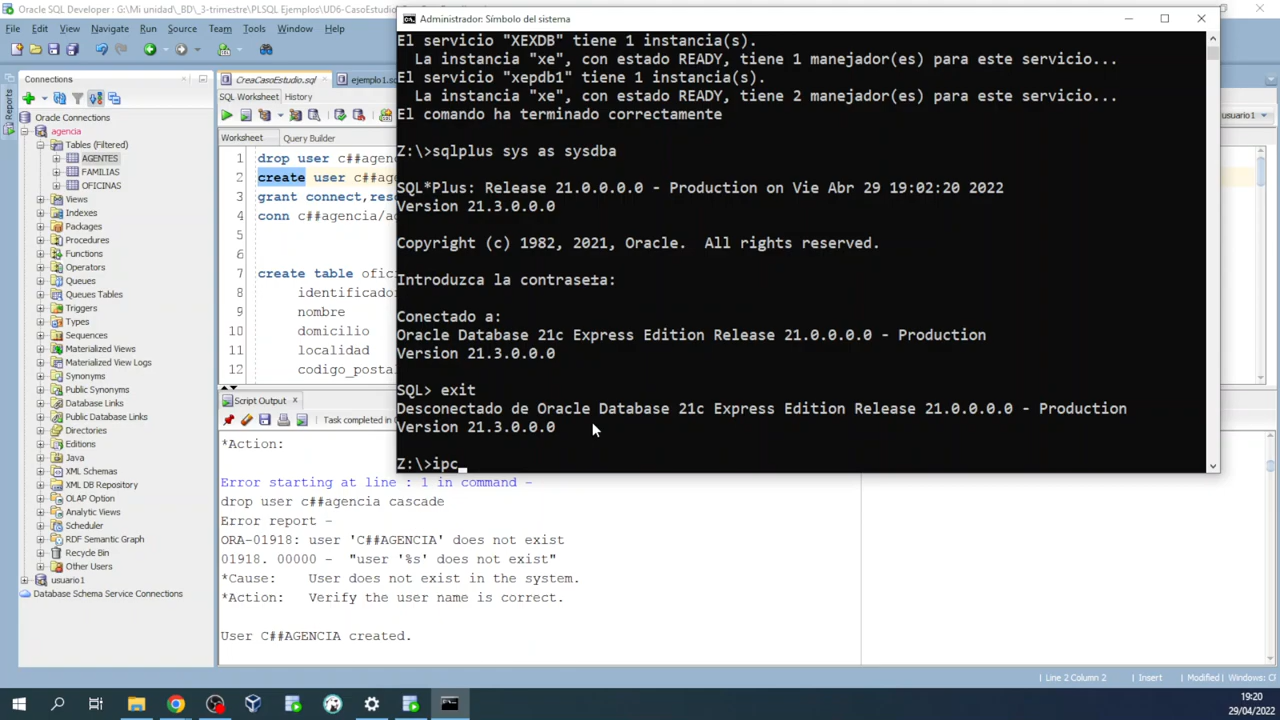 Oracle SQL Developer: G:\Mi unidad\_BD\_3-trimestre\PLSQL Ejemplos\UD6-CasoEstudio
File Edit View Navigate Run Source Team Tools Window Help
Connections
Reports
Oracle Connections
agencia
Tables (Filtered)
AGENTES
FAMILIAS
OFICINAS
Views
Indexes
Packages
Procedures
Functions
Operators
Queues
Queues Tables
Triggers
Types
Sequences
Materialized Views
Materialized View Logs
Synonyms
Public Synonyms
Database Links
Public Database Links
Directories
Editions
Java
XML Schemas
XML DB Repository
OLAP Option
Analytic Views
Scheduler
RDF Semantic Graph
Recycle Bin
Other Users
usuario1
Database Schema Service Connections
CreaCasoEstudio.sql
SQL Worksheet History
usuario1
Worksheet Query Builder
1 drop user c##agen
2 create user c##a
3 grant connect,res
4 conn c##agencia/a
5
6
7 create table ofic
8 identificador
9 nombre
10 domicilio
11 localidad
12 codigo_posta
Script Output
Task completed in
*Action:
Error starting at line : 1 in command -
drop user c##agencia cascade
Error report -
ORA-01918: user 'C##AGENCIA' does not exist
01918. 00000 - "user '%s' does not exist"
*Cause: User does not exist in the system.
*Action: Verify the user name is correct.
User C##AGENCIA created.
Line 2 Column 2 Insert Modified Windows: C
Administrador: Símbolo del sistema
El servicio "XEXDB" tiene 1 instancia(s).
La instancia "xe", con estado READY, tiene 1 manejador(es) para este servicio...
El servicio "xepdb1" tiene 1 instancia(s).
La instancia "xe", con estado READY, tiene 2 manejador(es) para este servicio...
El comando ha terminado correctamente
Z:\>sqlplus sys as sysdba
SQL*Plus: Release 21.0.0.0.0 - Production on Vie Abr 29 19:02:20 2022
Version 21.3.0.0.0
Copyright (c) 1982, 2021, Oracle. All rights reserved.
Introduzca la contrase±a:
Conectado a:
Oracle Database 21c Express Edition Release 21.0.0.0.0 - Production
Version 21.3.0.0.0
SQL> exit
Desconectado de Oracle Database 21c Express Edition Release 21.0.0.0.0 - Production
Version 21.3.0.0.0
Z:\>ipc
19:20
29/04/2022